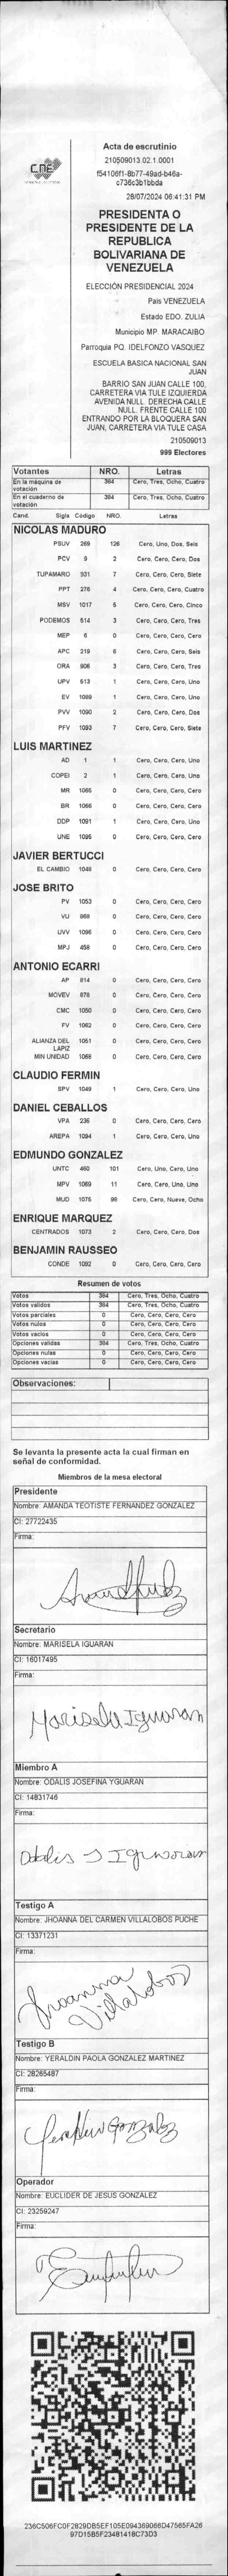 CNE
Acta de escrutinio
210509013.02.1.0001
f54106f1-8b77-49ad-b46a-
c736c3b1bbda
28/07/2024 06:41:31 PM
PRESIDENTA O
PRESIDENTE DE LA
REPUBLICA
BOLIVARIANA DE
VENEZUELA
ELECCIÓN PRESIDENCIAL 2024
Pais VENEZUELA
Estado EDO. ZULIA
Municipio MP. MARACAIBO
Parroquia PQ. IDELFONZO VASQUEZ
ESCUELA BASICA NACIONAL SAN
JUAN
BARRIO SAN JUAN CALLE 100,
CARRETERA VIA TULE IZQUIERDA
AVENIDA NULL. DERECHA CALLE
NULL. FRENTE CALLE 100
ENTRANDO POR LA BLOQUERA SAN
JUAN, CARRETERA VIA TULE CASA
210509013
999 Electores
Votantes NRO. Letras
En la máquina de votación 384 Cero, Tres, Ocho, Cuatro
En el cuaderno de votación 384 Cero, Tres, Ocho, Cuatro
Cand. Sigla Código NRO. Letras
NICOLAS MADURO
PSUV 269 126 Cero, Uno, Dos, Seis
PCV 9 2 Cero, Cero, Cero, Dos
TUPAMARO 931 7 Cero, Cero, Cero, Siete
PPT 276 4 Cero, Cero, Cero, Cuatro
MSV 1017 5 Cero, Cero, Cero, Cinco
PODEMOS 514 3 Cero, Cero, Cero, Tres
MEP 6 0 Cero, Cero, Cero, Cero
APC 219 6 Cero, Cero, Cero, Seis
ORA 906 3 Cero, Cero, Cero, Tres
UPV 513 1 Cero, Cero, Cero, Uno
EV 1089 1 Cero, Cero, Cero, Uno
PVV 1090 2 Cero, Cero, Cero, Dos
PFV 1093 7 Cero, Cero, Cero, Siete
LUIS MARTINEZ
AD 1 1 Cero, Cero, Cero, Uno
COPEI 2 1 Cero, Cero, Cero, Uno
MR 1065 0 Cero, Cero, Cero, Cero
BR 1066 0 Cero, Cero, Cero, Cero
DDP 1091 1 Cero, Cero, Cero, Uno
UNE 1095 0 Cero, Cero, Cero, Cero
JAVIER BERTUCCI
EL CAMBIO 1048 0 Cero, Cero, Cero, Cero
JOSE BRITO
PV 1053 0 Cero, Cero, Cero, Cero
VU 868 0 Cero, Cero, Cero, Cero
UVV 1096 0 Cero, Cero, Cero, Cero
MPJ 458 0 Cero, Cero, Cero, Cero
ANTONIO ECARRI
AP 814 0 Cero, Cero, Cero, Cero
MOVEV 878 0 Cero, Cero, Cero, Cero
CMC 1050 0 Cero, Cero, Cero, Cero
FV 1062 0 Cero, Cero, Cero, Cero
ALIANZA DEL LAPIZ 1051 0 Cero, Cero, Cero, Cero
MIN UNIDAD 1068 0 Cero, Cero, Cero, Cero
CLAUDIO FERMIN
SPV 1049 1 Cero, Cero, Cero, Uno
DANIEL CEBALLOS
VPA 236 0 Cero, Cero, Cero, Cero
AREPA 1094 1 Cero, Cero, Cero, Uno
EDMUNDO GONZALEZ
UNTC 460 101 Cero, Uno, Cero, Uno
MPV 1069 11 Cero, Cero, Uno, Uno
MUD 1075 98 Cero, Cero, Nueve, Ocho
ENRIQUE MARQUEZ
CENTRADOS 1073 2 Cero, Cero, Cero, Dos
BENJAMIN RAUSSEO
CONDE 1092 0 Cero, Cero, Cero, Cero
Resumen de votos
Votos 384 Cero, Tres, Ocho, Cuatro
Votos validos 384 Cero, Tres, Ocho, Cuatro
Votos parciales 0 Cero, Cero, Cero, Cero
Votos nulos 0 Cero, Cero, Cero, Cero
Votos vacios 0 Cero, Cero, Cero, Cero
Opciones validas 384 Cero, Tres, Ocho, Cuatro
Opciones nulas 0 Cero, Cero, Cero, Cero
Opciones vacias 0 Cero, Cero, Cero, Cero
Observaciones:
Se levanta la presente acta la cual firman en
señal de conformidad.
Miembros de la mesa electoral
Presidente
Nombre: AMANDA TEOTISTE FERNANDEZ GONZALEZ
CI: 27722435
Firma:
Secretario
Nombre: MARISELA IGUARAN
CI: 16017495
Firma:
Marisela Iguaran
Miembro A
Nombre: ODALIS JOSEFINA YGUARAN
CI: 14831746
Firma:
Odalis J Iguaran
Testigo A
Nombre: JHOANNA DEL CARMEN VILLALOBOS PUCHE
CI: 13371231
Firma:
Jhoanna
Villalobos
Testigo B
Nombre: YERALDIN PAOLA GONZALEZ MARTINEZ
CI: 28265487
Firma:
Yeraldin Gonzalez
Operador
Nombre: EUCLIDER DE JESUS GONZALEZ
CI: 23259247
Firma:
236C506FC0F2829DB5EF105E094369066D47565FA26
97D15B5F23481418C73D3